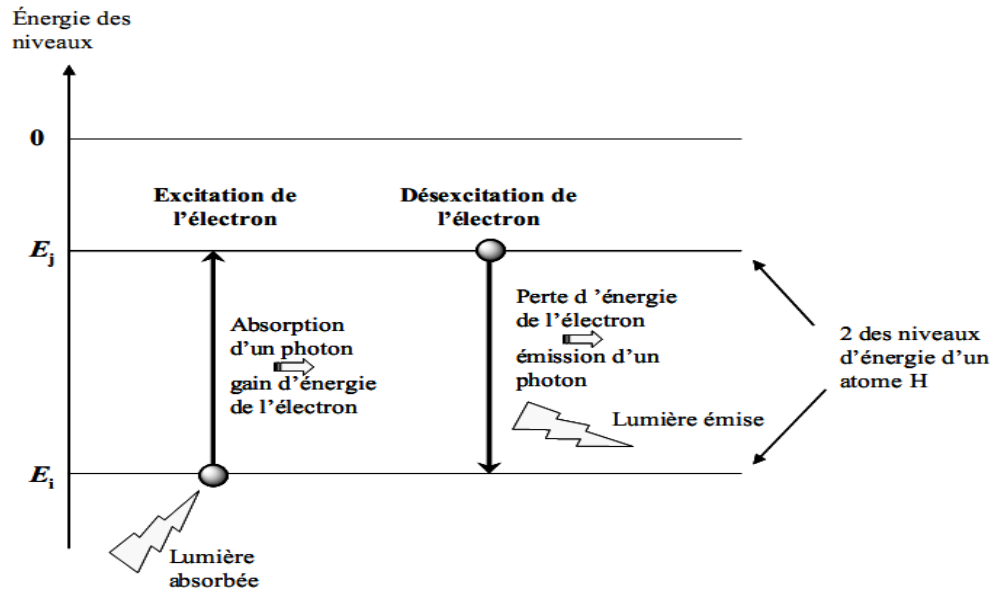 Énergie des
niveaux
0
Excitation de
l'électron
Désexcitation de
l'électron
Ej
Absorption
d'un photon
gain d'énergie
de l'électron
Perte d 'énergie
de l'électron
émission d'un
photon
2 des niveaux
d'énergie d'un
atome H
Lumière émise
Ei
Lumière
absorbée